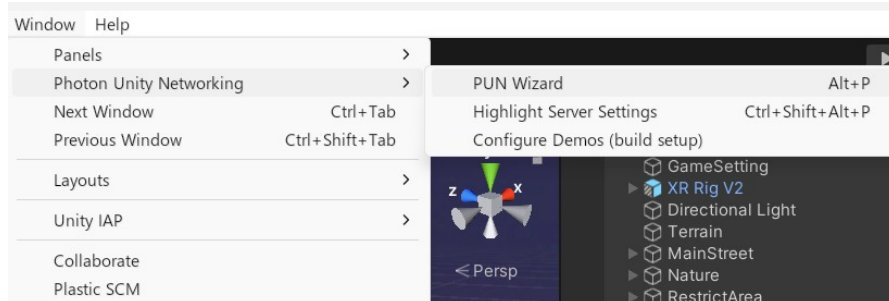 Window Help
Panels
Photon Unity Networking
Next Window Ctrl+Tab
Previous Window Ctrl+Shift+Tab
Layouts
Unity IAP
Collaborate
Plastic SCM
PUN Wizard Alt+P
Highlight Server Settings Ctrl+Shift+Alt+P
Configure Demos (build setup)
z x
Persp
GameSetting
XR Rig V2
Directional Light
Terrain
MainStreet
Nature
RestrictArea